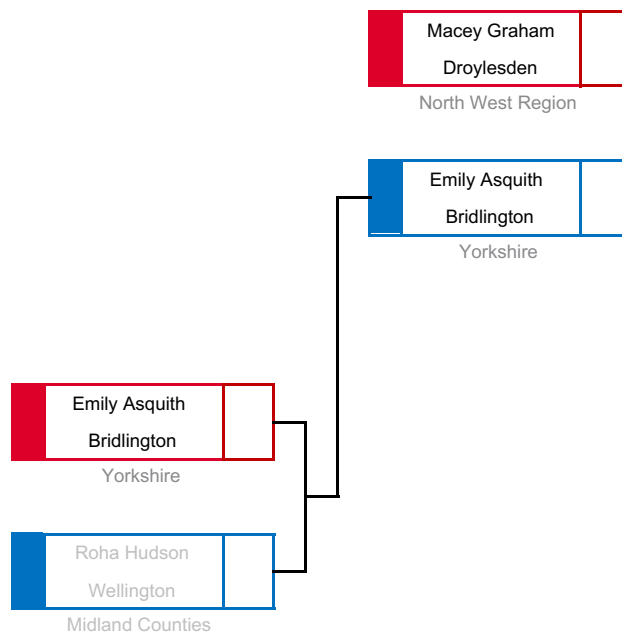 Macey Graham
Droylesden
North West Region
Emily Asquith
Bridlington
Yorkshire
Emily Asquith
Bridlington
Yorkshire
Roha Hudson
Wellington
Midland Counties